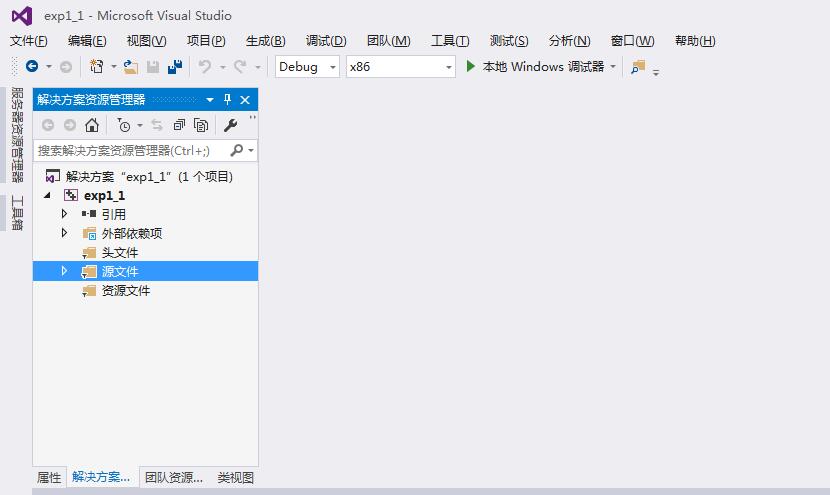 exp1_1 - Microsoft Visual Studio
文件(F) 编辑(E) 视图(V) 项目(P) 生成(B) 调试(D) 团队(M) 工具(T) 测试(S) 分析(N) 窗口(W) 帮助(H)
Debug x86 本地 Windows 调试器
服务器资源管理器
工具箱
解决方案资源管理器
搜索解决方案资源管理器(Ctrl+;)
解决方案“exp1_1”(1 个项目)
exp1_1
引用
外部依赖项
头文件
源文件
资源文件
属性 解决方案... 团队资源... 类视图